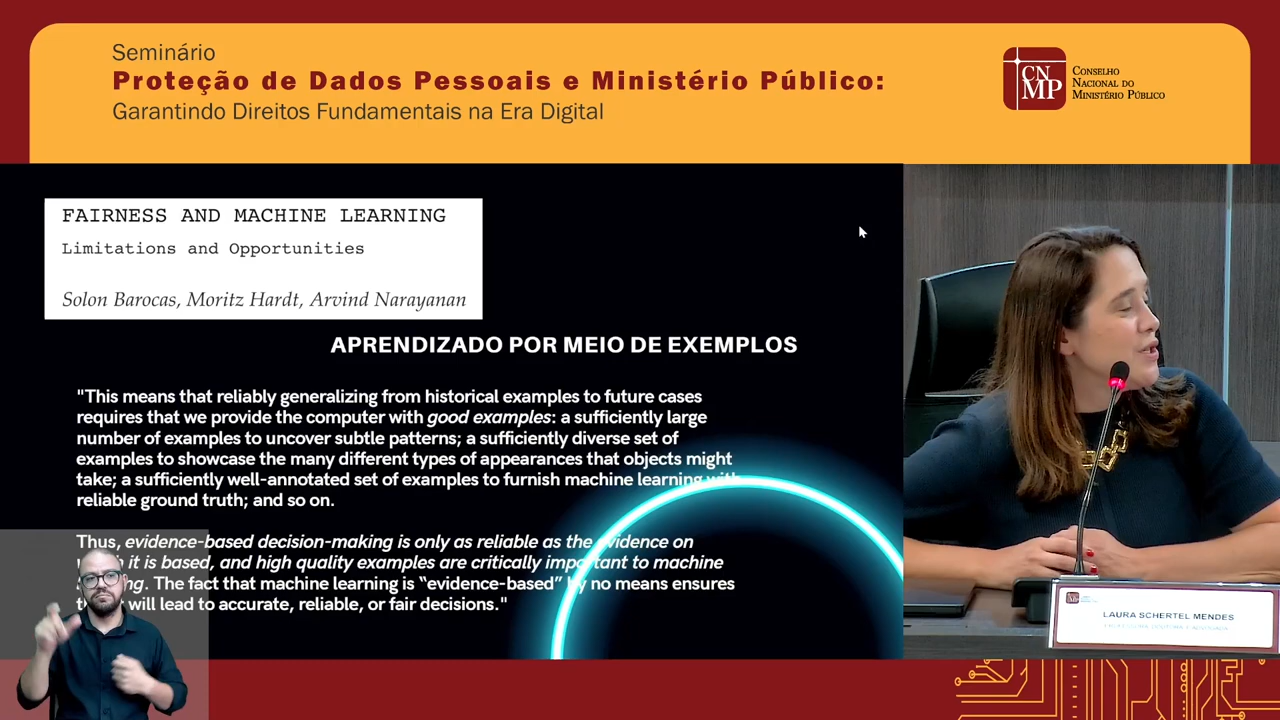 Seminário
Proteção de Dados Pessoais e Ministério Público:
Garantindo Direitos Fundamentais na Era Digital
CN
MP
CONSELHO
NACIONAL DO
MINISTÉRIO PÚBLICO
FAIRNESS AND MACHINE LEARNING
Limitations and Opportunities
Solon Barocas, Moritz Hardt, Arvind Narayanan
APRENDIZADO POR MEIO DE EXEMPLOS
"This means that reliably generalizing from historical examples to future cases
requires that we provide the computer with good examples: a sufficiently large
number of examples to uncover subtle patterns; a sufficiently diverse set of
examples to showcase the many different types of appearances that objects might
take; a sufficiently well-annotated set of examples to furnish machine learning with
reliable ground truth; and so on.
Thus, evidence-based decision-making is only as reliable as the evidence on
it is based, and high quality examples are critically important to machine
The fact that machine learning is “evidence-based” by no means ensures
will lead to accurate, reliable, or fair decisions."
LAURA SCHERTEL MENDES